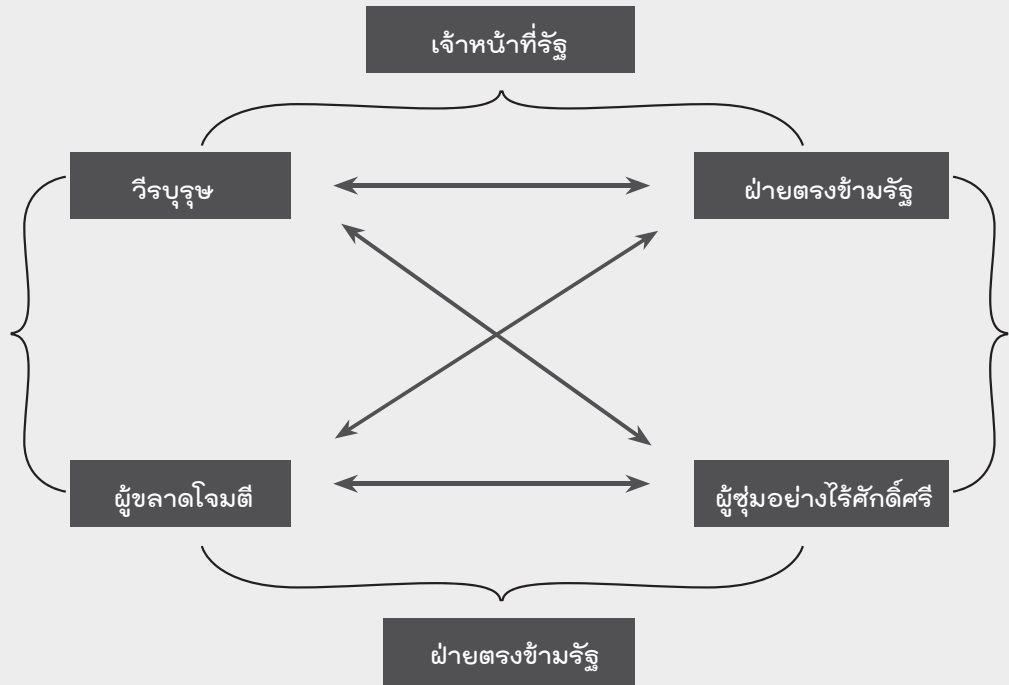 เจ้าหน้าที่รัฐ
วีรบุรุษ
ฝ่ายตรงข้ามรัฐ
ผู้ขลาดโจมตี
ผู้ซุ่มอย่างไร้ศักดิ์ศรี
ฝ่ายตรงข้ามรัฐ